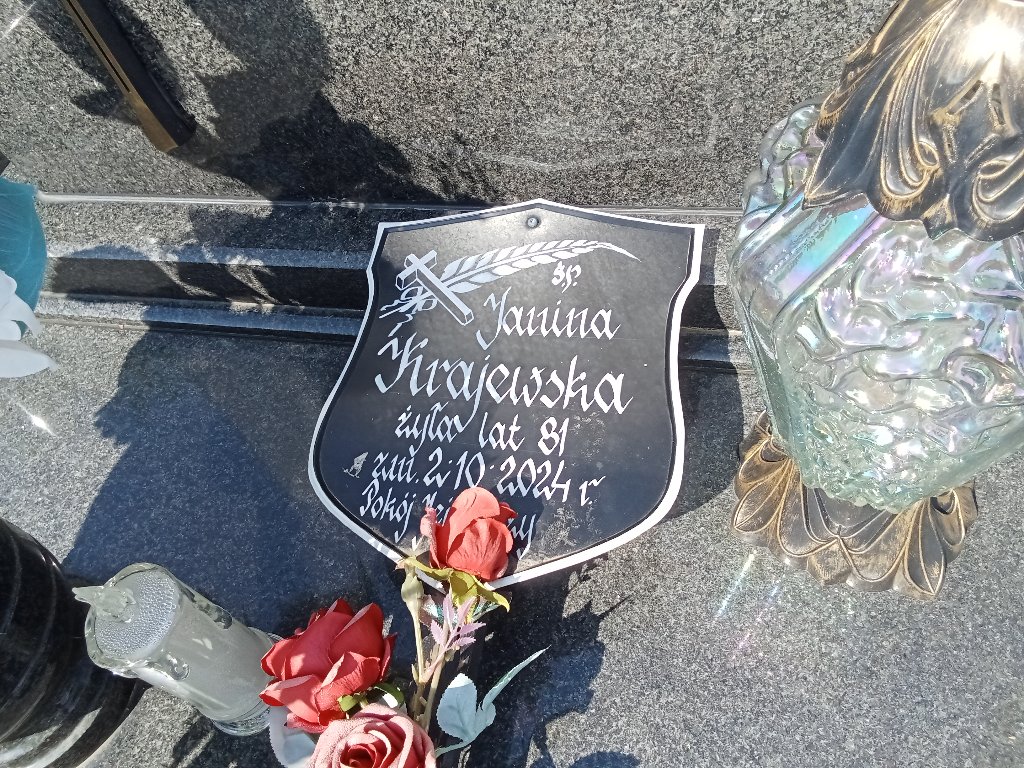 śp.
Janina
Krajewska
żyła lat 81
zm. 2.10.2024 r.
Pokój